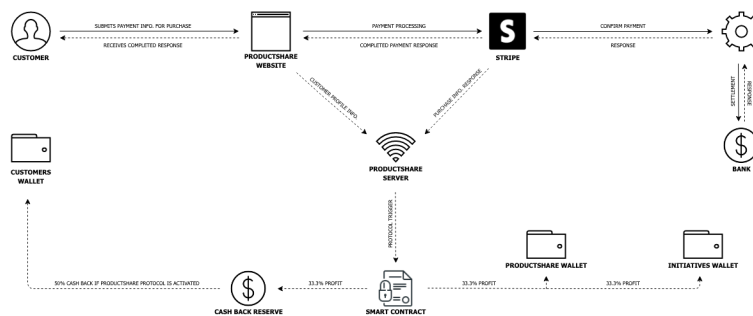 SUBMITS PAYMENT INFO. FOR PURCHASE
RECEIVES COMPLETED RESPONSE
PAYMENT PROCESSING
COMPLETED PAYMENT RESPONSE
S
CONFIRM PAYMENT
RESPONSE
CUSTOMER
PRODUCTSHARE
WEBSITE
STRIPE
CUSTOMER PROFILE INFO.
PURCHASE INFO. RESPONSE
SETTLEMENT
RESPONSE
$
BANK
CUSTOMERS
WALLET
PRODUCTSHARE
SERVER
PROTOCOL TRIGGER
PRODUCTSHARE WALLET
INITIATIVES WALLET
50% CASH BACK IF PRODUCTSHARE PROTOCOL IS ACTIVATED
$
33.3% PROFIT
33.3% PROFIT
33.3% PROFIT
CASH BACK RESERVE
SMART CONTRACT